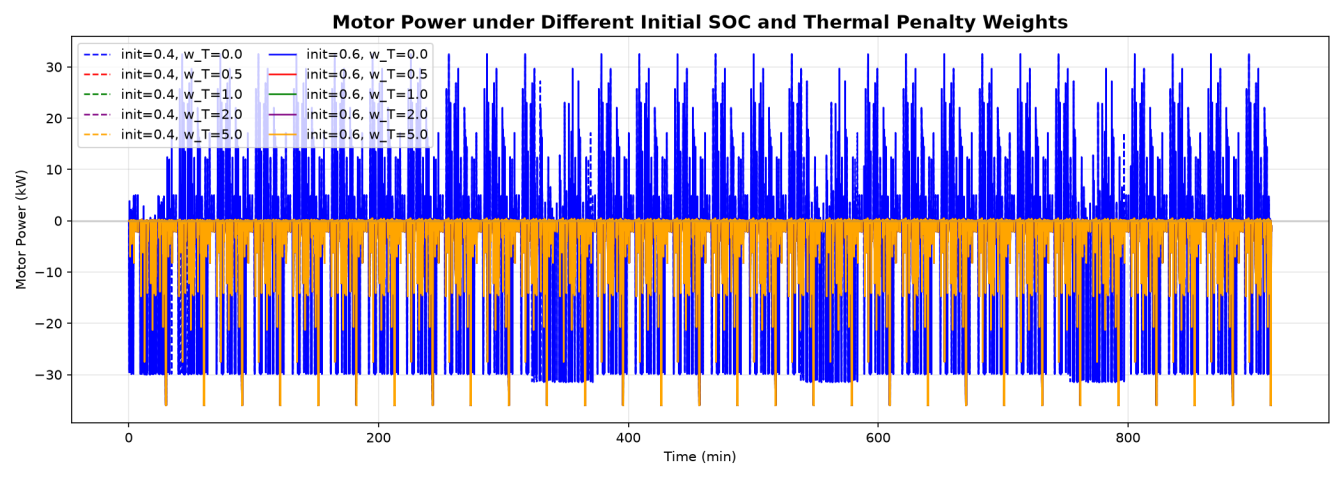 Motor Power under Different Initial SOC and Thermal Penalty Weights
init=0.4, w_T=0.0
init=0.4, w_T=0.5
init=0.4, w_T=1.0
init=0.4, w_T=2.0
init=0.4, w_T=5.0
init=0.6, w_T=0.0
init=0.6, w_T=0.5
init=0.6, w_T=1.0
init=0.6, w_T=2.0
init=0.6, w_T=5.0
Motor Power (kW)
30
20
10
0
−10
−20
−30
0 200 400 600 800
Time (min)